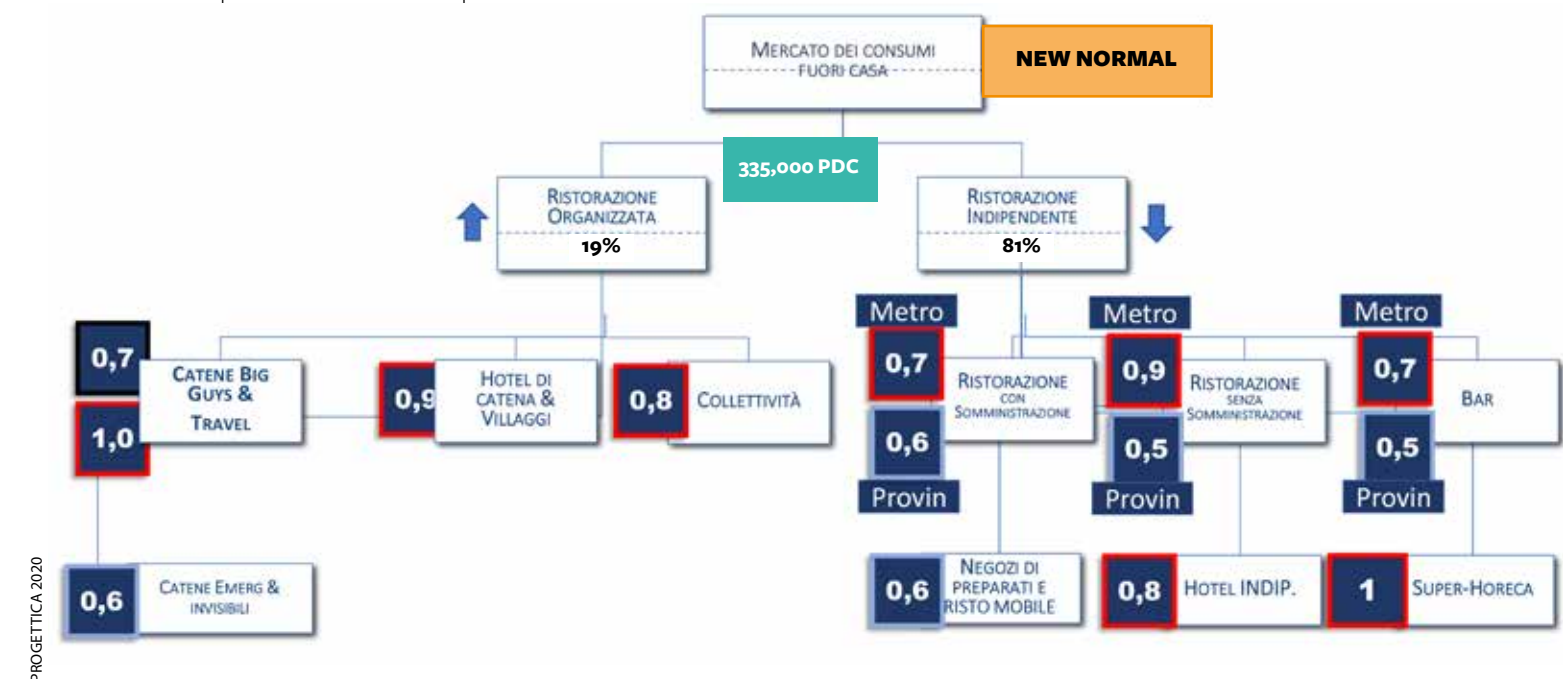 MERCATO DEI CONSUMI
FUORI CASA
NEW NORMAL
335,000 PDC
RISTORAZIONE
ORGANIZZATA
19%
RISTORAZIONE
INDIPENDENTE
81%
0,7
1,0
CATENE BIG
GUYS &
TRAVEL
0,9
HOTEL DI
CATENA &
VILLAGGI
0,8
COLLETTIVITÀ
Metro
0,7
0,6
Provin
RISTORAZIONE
CON
SOMMINISTRAZIONE
Metro
0,9
0,5
Provin
RISTORAZIONE
SENZA
SOMMINISTRAZIONE
Metro
0,7
0,5
Provin
BAR
0,6
CATENE EMERG &
INVISIBILI
0,6
NEGOZI DI
PREPARATI E
RISTO MOBILE
0,8
HOTEL INDIP.
1
SUPER-HORECA
PROGETTICA 2020